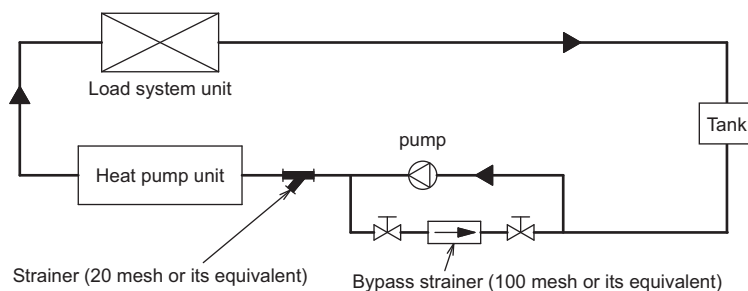 Load system unit
Tank
pump
Heat pump unit
Strainer (20 mesh or its equivalent)
Bypass strainer (100 mesh or its equivalent)